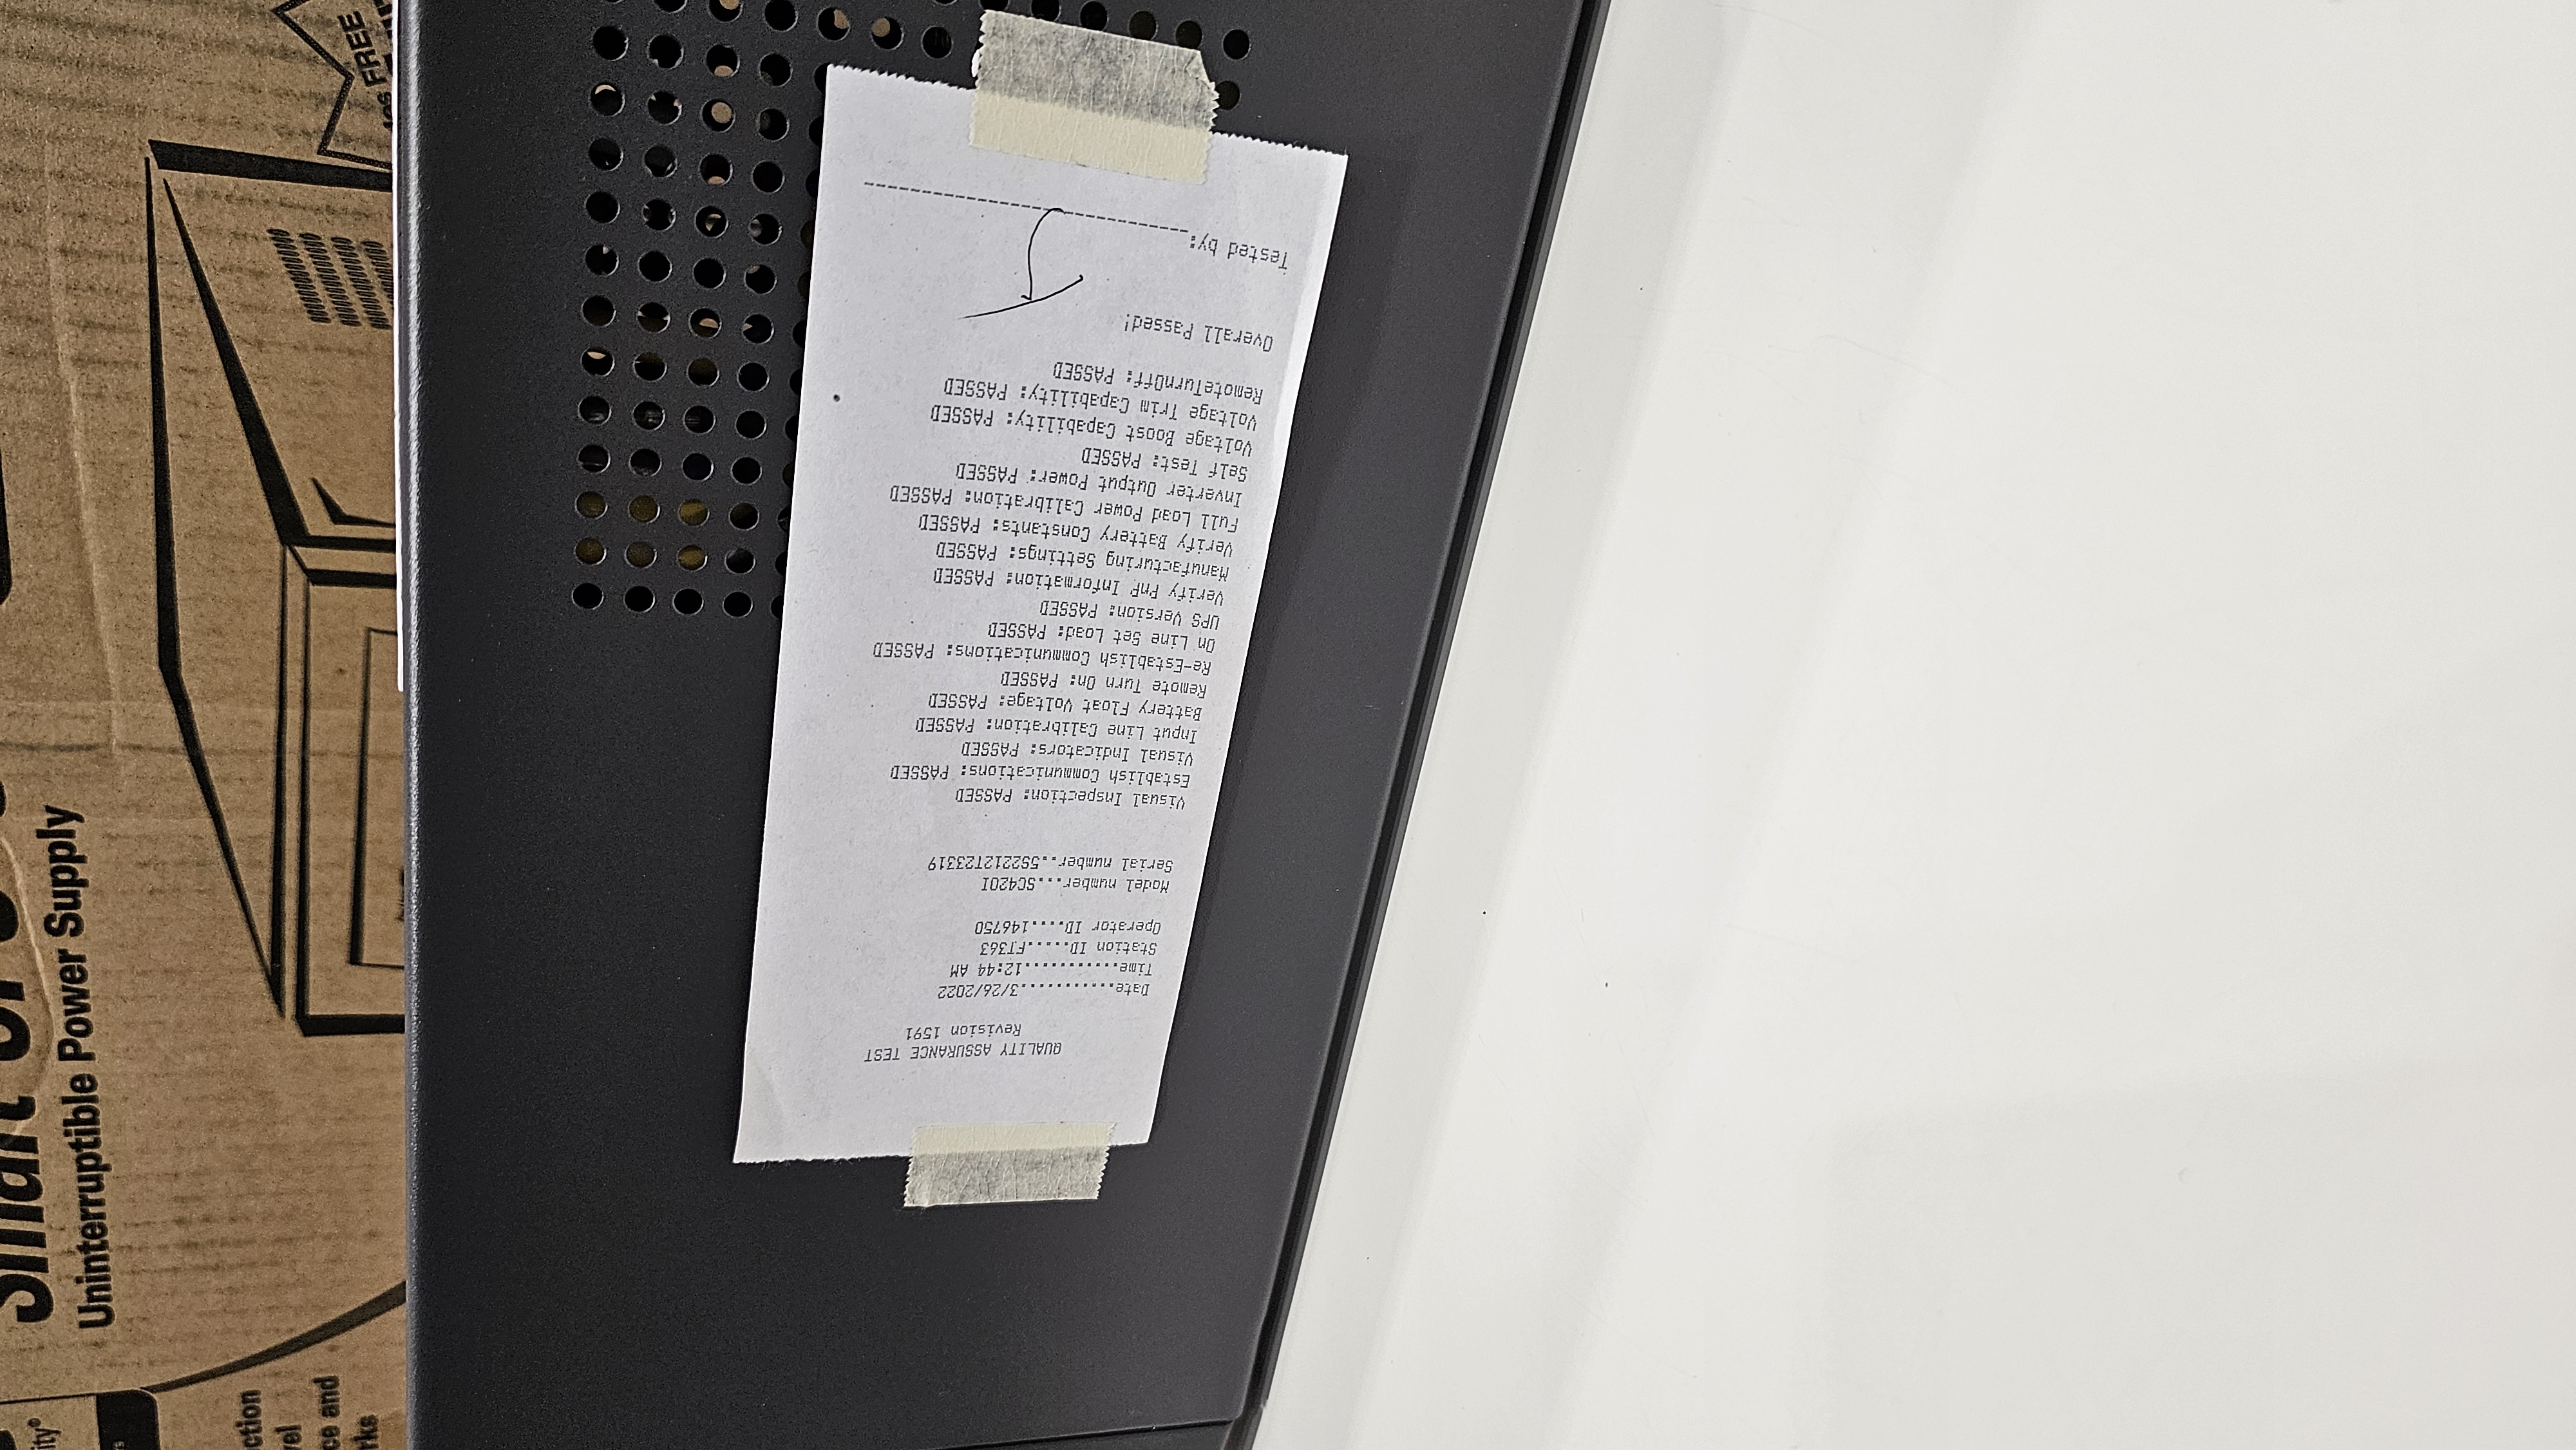 QUALITY ASSURANCE TEST
Revision 1591
Date............3/26/2022
Time............12:44 AM
Station ID......FT363
Operator ID.....146750
Model number...SC420I
Serial number...5S2212T23319
Visual Inspection: PASSED
Establish Communications: PASSED
Visual Indicators: PASSED
Input Line Calibration: PASSED
Battery Float Voltage: PASSED
Remote Turn On: PASSED
Re-Establish Communications: PASSED
On Line Set Load: PASSED
UPS Version: PASSED
Verify PnP Information: PASSED
Manufacturing Settings: PASSED
Verify Battery Constants: PASSED
Full Load Power Calibration: PASSED
Inverter Output Power: PASSED
Self Test: PASSED
Voltage Boost Capability: PASSED
Voltage Trim Capability: PASSED
RemoteTurnOff: PASSED
Overall Passed!
Tested by:
Smart
Uninterruptible Power Supply
FREE